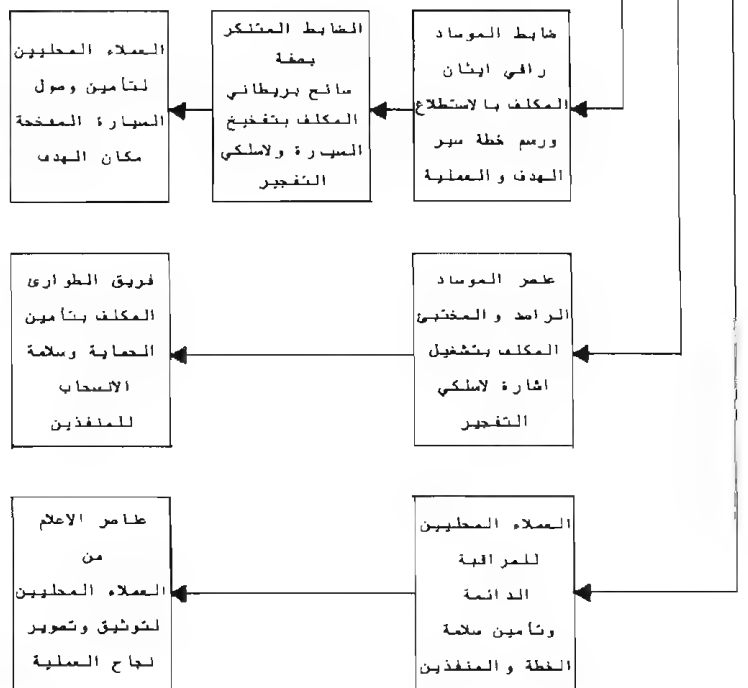 ضابط الموساد
رافي ايتان
المكلف بالاستطلاع
ورسم خطة سير
الهدف والعملية
الضابط المتنكر
بصفة
سائح بريطاني
المكلف بتفخيخ
السيارة ولاسلكي
التفجير
العملاء المحليين
لتأمين وصول
السيارة المفخخة
مكان الهدف
عنصر الموساد
الراصد والمختبئ
المكلف بتشغيل
اشارة لاسلكي
التفجير
فريق الطوارئ
المكلف بتأمين
الحماية وسلامة
الانسحاب
للمنفذين
العملاء المحليين
للمراقبة
الدائمة
وتأمين سلامة
الخطة والمنفذين
عناصر الاعلام
من
العملاء المحليين
لتوثيق وتصوير
نجاح العملية